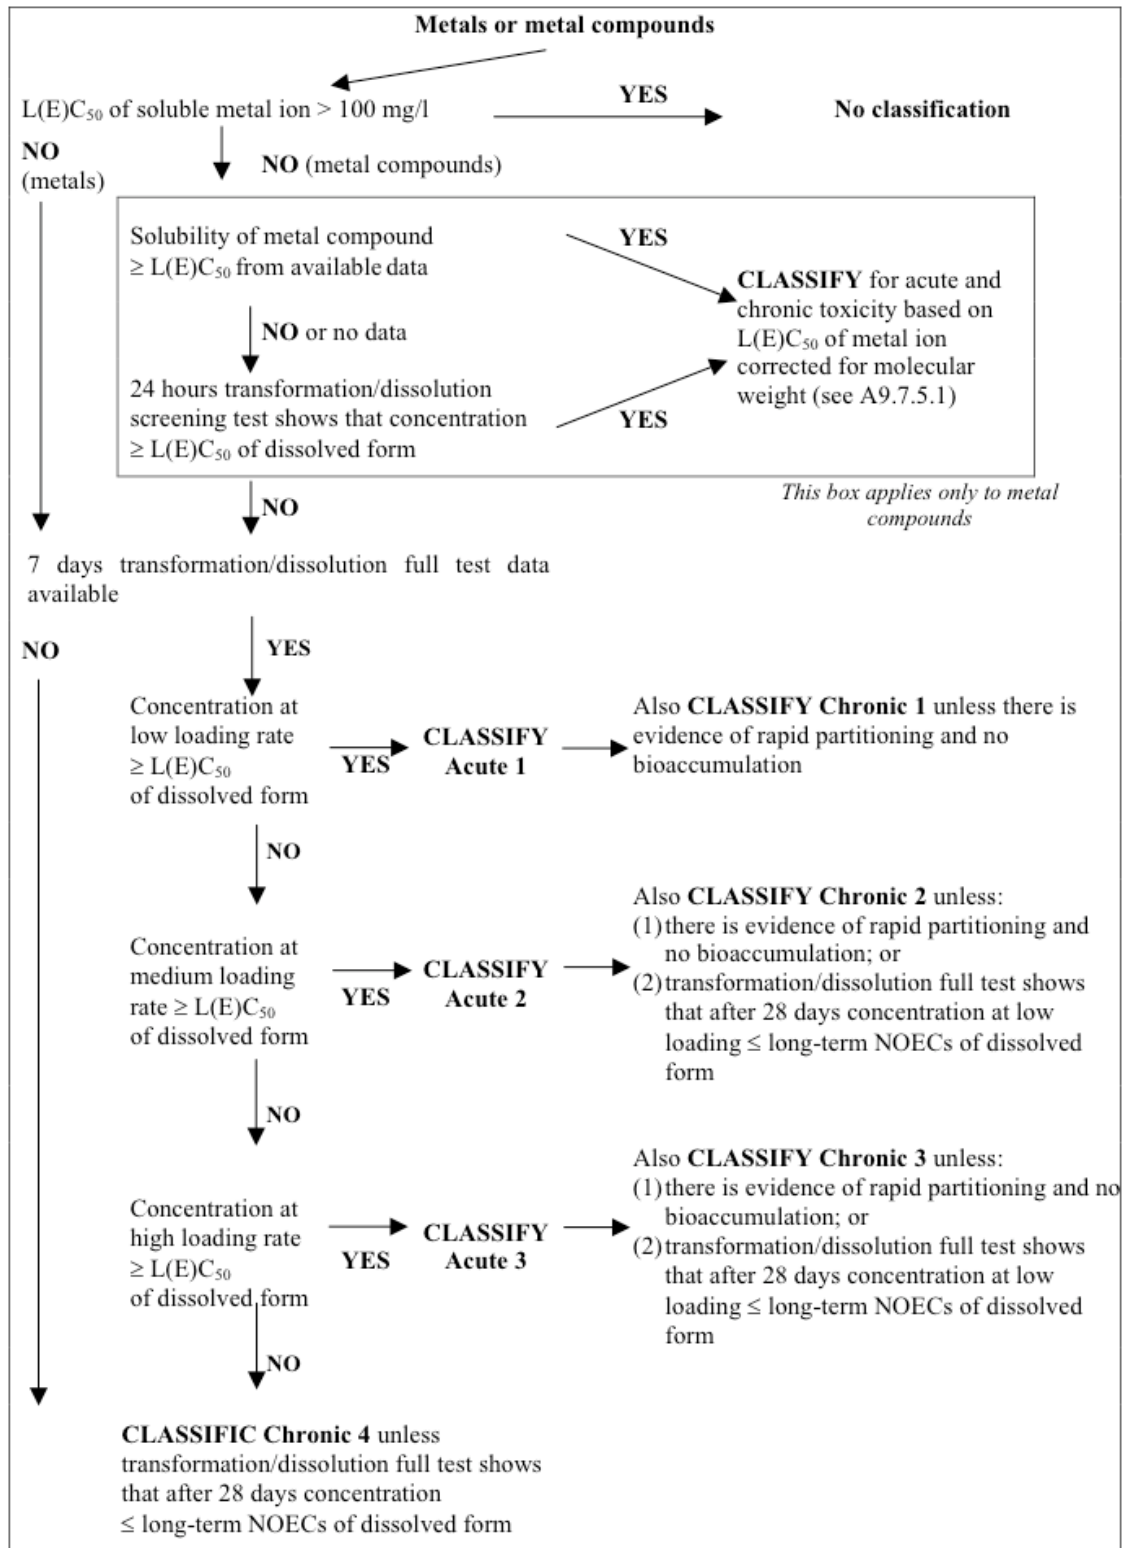 Metals or metal compounds
L(E)C50 of soluble metal ion > 100 mg/l
YES
No classification
NO
(metals)
NO (metal compounds)
Solubility of metal compound
≥ L(E)C50 from available data
YES
CLASSIFY for acute and
chronic toxicity based on
L(E)C50 of metal ion
corrected for molecular
weight (see A9.7.5.1)
NO or no data
24 hours transformation/dissolution
screening test shows that concentration
≥ L(E)C50 of dissolved form
YES
This box applies only to metal
compounds
NO
7 days transformation/dissolution full test data
available
NO
YES
Concentration at
low loading rate
≥ L(E)C50
of dissolved form
YES
CLASSIFY
Acute 1
Also CLASSIFY Chronic 1 unless there is
evidence of rapid partitioning and no
bioaccumulation
NO
Concentration at
medium loading
rate ≥ L(E)C50
of dissolved form
YES
CLASSIFY
Acute 2
Also CLASSIFY Chronic 2 unless:
(1) there is evidence of rapid partitioning and
no bioaccumulation; or
(2) transformation/dissolution full test shows
that after 28 days concentration at low
loading ≤ long-term NOECs of dissolved
form
NO
Concentration at
high loading rate
≥ L(E)C50
of dissolved form
YES
CLASSIFY
Acute 3
Also CLASSIFY Chronic 3 unless:
(1) there is evidence of rapid partitioning and no
bioaccumulation; or
(2) transformation/dissolution full test shows
that after 28 days concentration at low
loading ≤ long-term NOECs of dissolved
form
NO
CLASSIFIC Chronic 4 unless
transformation/dissolution full test shows
that after 28 days concentration
≤ long-term NOECs of dissolved form